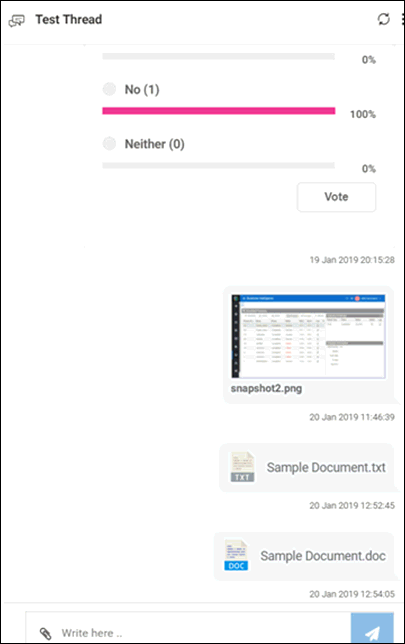 Test Thread
0%
No (1)
100%
Neither (0)
0%
Vote
19 Jan 2019 20:15:28
snapshot2.png
20 Jan 2019 11:46:39
TXT
Sample Document.txt
20 Jan 2019 12:52:45
DOC
Sample Document.doc
20 Jan 2019 12:54:05
Write here ..